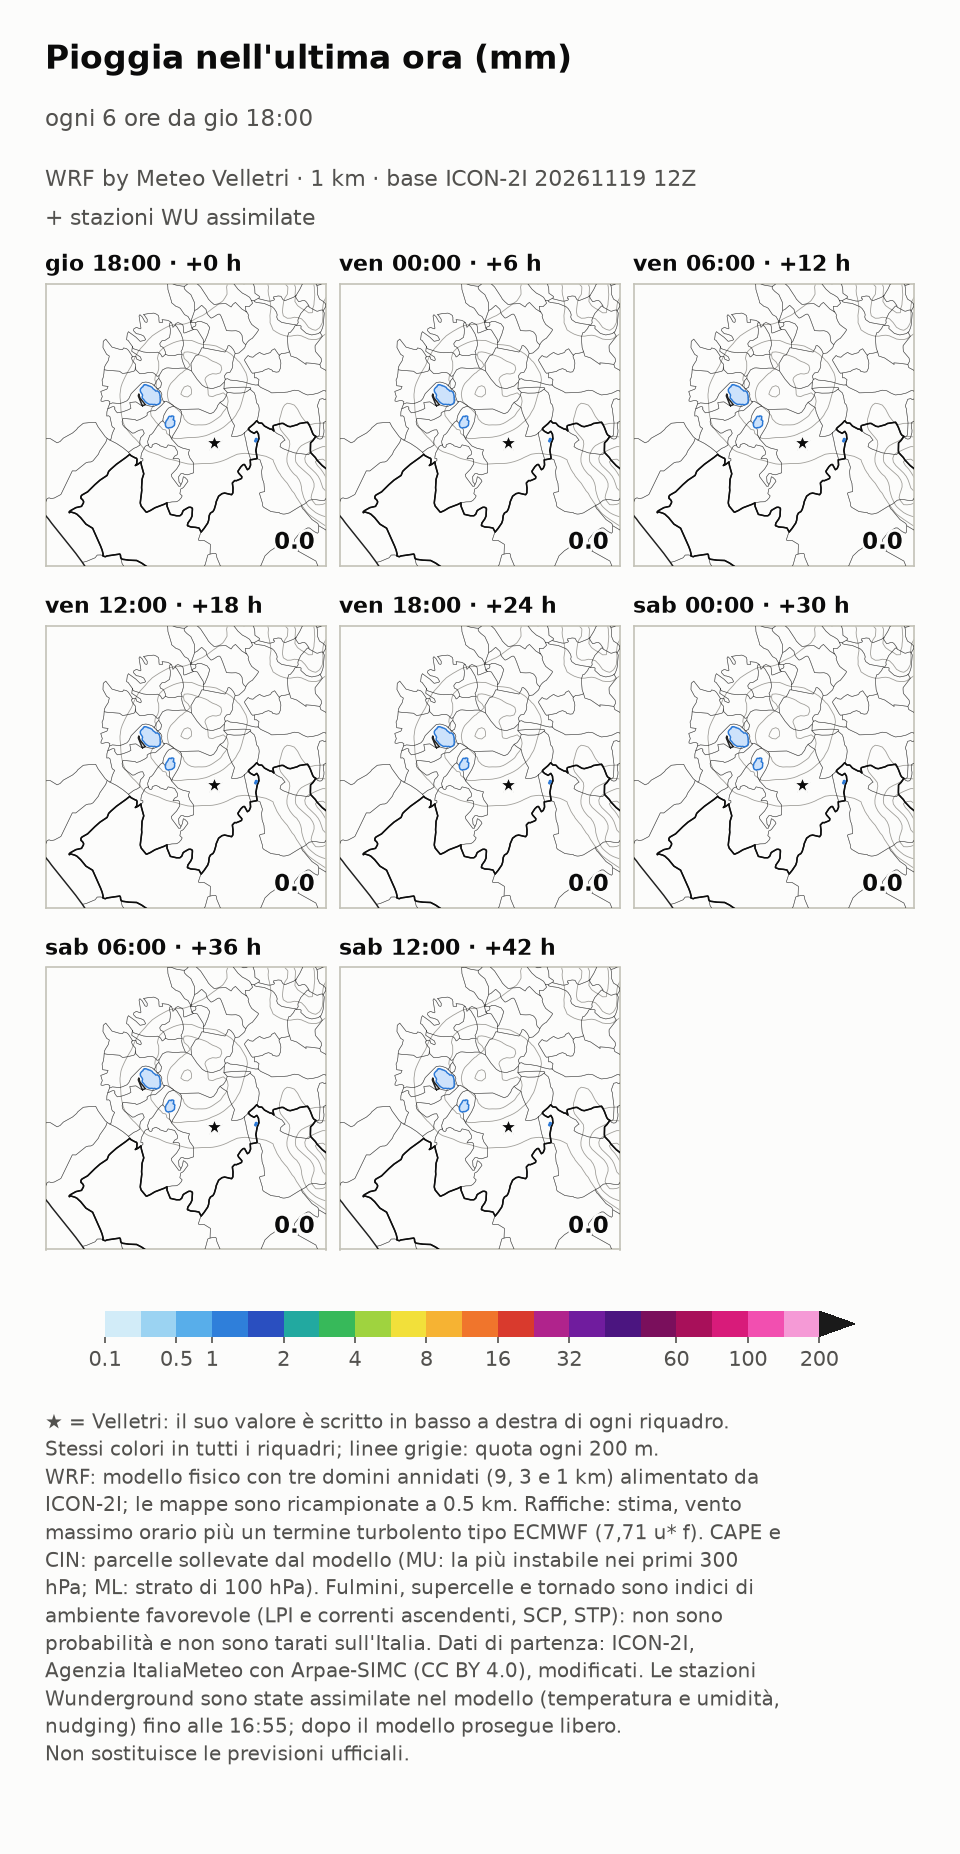 Pioggia nell'ultima ora (mm)
ogni 6 ore da gio 18:00
WRF by Meteo Velletri · 1 km · base ICON-2I 20261119 12Z
+ stazioni WU assimilate
gio 18:00 · +0 h
ven 00:00 · +6 h
ven 06:00 · +12 h
0.0
0.0
0.0
ven 12:00 · +18 h
ven 18:00 · +24 h
sab 00:00 · +30 h
0.0
0.0
0.0
sab 06:00 · +36 h
sab 12:00 · +42 h
0.0
0.0
0.1 0.5 1 2 4 8 16 32 60 100 200
★ = Velletri: il suo valore è scritto in basso a destra di ogni riquadro.
Stessi colori in tutti i riquadri; linee grigie: quota ogni 200 m.
WRF: modello fisico con tre domini annidati (9, 3 e 1 km) alimentato da
ICON-2I; le mappe sono ricampionate a 0.5 km. Raffiche: stima, vento
massimo orario più un termine turbolento tipo ECMWF (7,71 u* f). CAPE e
CIN: parcelle sollevate dal modello (MU: la più instabile nei primi 300
hPa; ML: strato di 100 hPa). Fulmini, supercelle e tornado sono indici di
ambiente favorevole (LPI e correnti ascendenti, SCP, STP): non sono
probabilità e non sono tarati sull'Italia. Dati di partenza: ICON-2I,
Agenzia ItaliaMeteo con Arpae-SIMC (CC BY 4.0), modificati. Le stazioni
Wunderground sono state assimilate nel modello (temperatura e umidità,
nudging) fino alle 16:55; dopo il modello prosegue libero.
Non sostituisce le previsioni ufficiali.